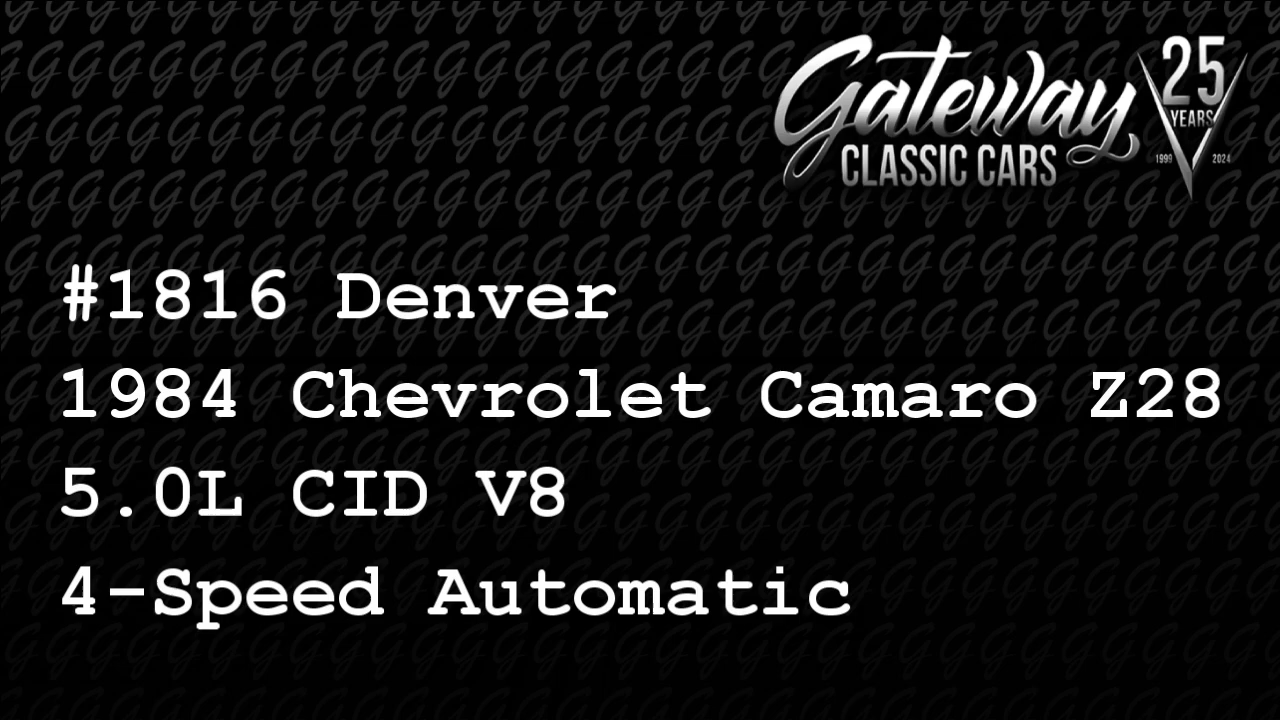 Gateway
CLASSIC CARS
25
YEARS
1999 2024
#1816 Denver
1984 Chevrolet Camaro Z28
5.0L CID V8
4-Speed Automatic